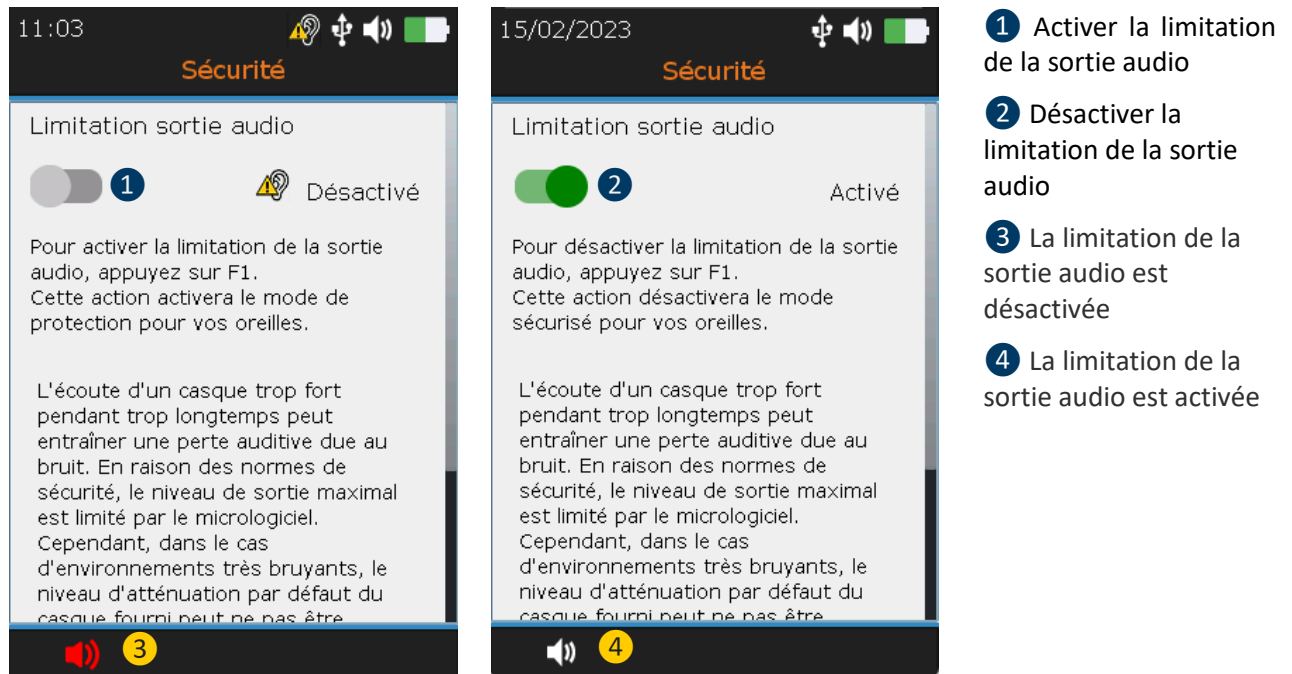 11:03
Sécurité
Limitation sortie audio
1
Désactivé
Pour activer la limitation de la sortie
audio, appuyez sur F1.
Cette action activera le mode de
protection pour vos oreilles.
L'écoute d'un casque trop fort
pendant trop longtemps peut
entraîner une perte auditive due au
bruit. En raison des normes de
sécurité, le niveau de sortie maximal
est limité par le micrologiciel.
Cependant, dans le cas
d'environnements très bruyants, le
niveau d'atténuation par défaut du
casque fourni peut ne pas être
3
15/02/2023
Sécurité
Limitation sortie audio
2
Activé
Pour désactiver la limitation de la sortie
audio, appuyez sur F1.
Cette action désactivera le mode
sécurisé pour vos oreilles.
L'écoute d'un casque trop fort
pendant trop longtemps peut
entraîner une perte auditive due au
bruit. En raison des normes de
sécurité, le niveau de sortie maximal
est limité par le micrologiciel.
Cependant, dans le cas
d'environnements très bruyants, le
niveau d'atténuation par défaut du
casque fourni peut ne pas être
4
1 Activer la limitation
de la sortie audio
2 Désactiver la
limitation de la sortie
audio
3 La limitation de la
sortie audio est
désactivée
4 La limitation de la
sortie audio est activée